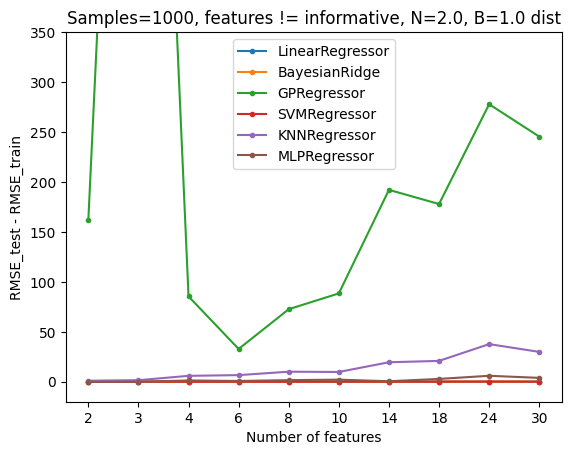 Samples=1000, features != informative, N=2.0, B=1.0 dist
LinearRegressor
BayesianRidge
GPRegressor
SVMRegressor
KNNRegressor
MLPRegressor
RMSE_test - RMSE_train
350
300
250
200
150
100
50
0
2 3 4 6 8 10 14 18 24 30
Number of features